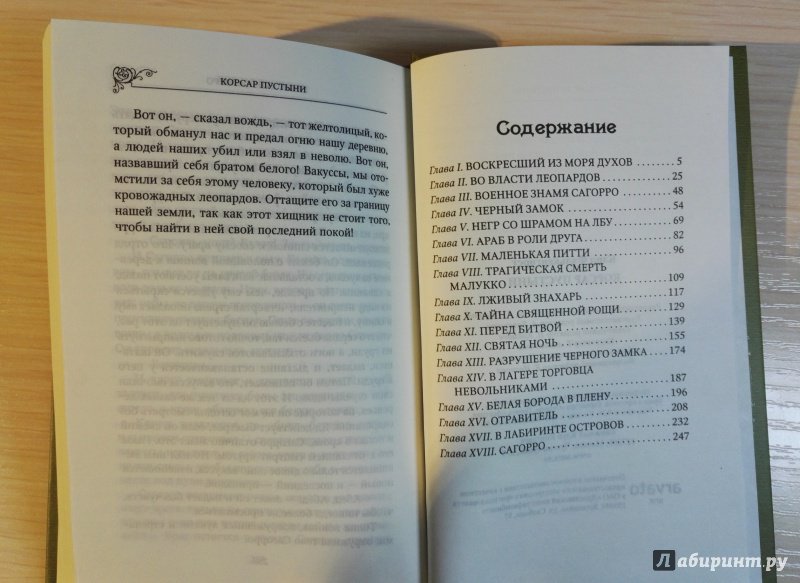 КОРСАР ПУСТЫНИ
Вот он, — сказал вождь, — тот желтолицый, ко-
торый обманул нас и предал огню нашу деревню,
а людей наших убил или взял в неволю. Вот он,
назвавший себя братом белого! Вакуссы, мы ото-
мстили за себя этому человеку, который был хуже
кровожадных леопардов. Оттащите его за границу
нашей земли, так как этот хищник не стоит того,
чтобы найти в ней свой последний покой!
Содержание
Глава I. ВОСКРЕСШИЙ ИЗ МОРЯ ДУХОВ ........ 5
Глава II. ВО ВЛАСТИ ЛЕОПАРДОВ ........ 25
Глава III. ВОЕННОЕ ЗНАМЯ САГОРРО ........ 48
Глава IV. ЧЕРНЫЙ ЗАМОК ........ 54
Глава V. НЕГР СО ШРАМОМ НА ЛБУ ........ 69
Глава VI. АРАБ В РОЛИ ДРУГА ........ 82
Глава VII. МАЛЕНЬКАЯ ПИТТИ ........ 96
Глава VIII. ТРАГИЧЕСКАЯ СМЕРТЬ
МАЛУККО ........ 109
Глава IX. ЛЖИВЫЙ ЗНАХАРЬ ........ 117
Глава X. ТАЙНА СВЯЩЕННОЙ РОЩИ ........ 129
Глава XI. ПЕРЕД БИТВОЙ ........ 139
Глава XII. СВЯТАЯ НОЧЬ ........ 155
Глава XIII. РАЗРУШЕНИЕ ЧЕРНОГО ЗАМКА .... 174
Глава XIV. В ЛАГЕРЕ ТОРГОВЦА
НЕВОЛЬНИКАМИ ........ 187
Глава XV. БЕЛАЯ БОРОДА В ПЛЕНУ ........ 196
Глава XVI. ОТРАВИТЕЛЬ ........ 208
Глава XVII. В ЛАБИРИНТЕ ОСТРОВОВ ........ 232
Глава XVIII. САГОРРО ........ 247
arvato
Лабиринт.ру